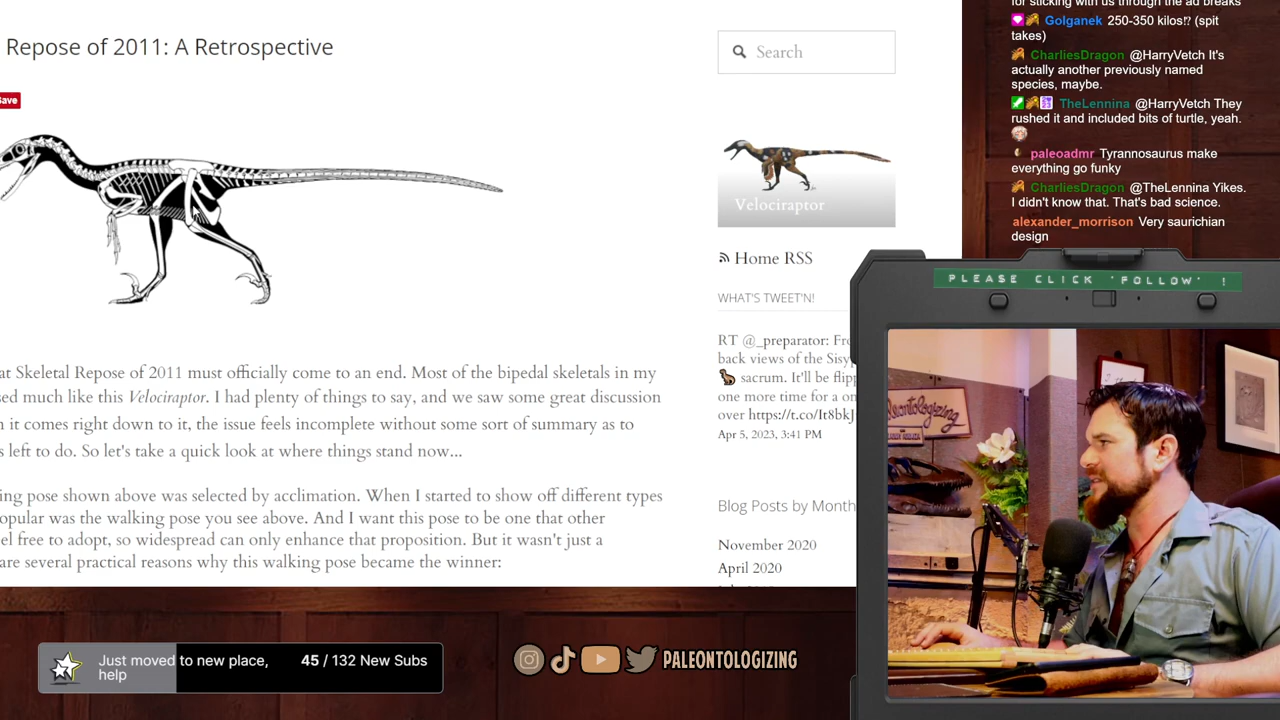 Repose of 2011: A Retrospective
Save
at Skeletal Repose of 2011 must officially come to an end. Most of the bipedal skeletals in my
sed much like this Velociraptor. I had plenty of things to say, and we saw some great discussion
n it comes right down to it, the issue feels incomplete without some sort of summary as to
s left to do. So let's take a quick look at where things stand now...
ing pose shown above was selected by acclimation. When I started to show off different types
opular was the walking pose you see above. And I want this pose to be one that other
el free to adopt, so widespread can only enhance that proposition. But it wasn't just a
are several practical reasons why this walking pose became the winner:
Search
Velociraptor
Home RSS
WHAT'S TWEET'N!
RT @_preparator: Fro
back views of the Sisy
sacrum. It'll be flipp
one more time for a on
over https://t.co/It8bkJ
Apr 5, 2023, 3:41 PM
Blog Posts by Month
November 2020
April 2020
for sticking with us through the ad breaks
Golganek 250-350 kilos!? (spit
takes)
CharliesDragon @HarryVetch It's
actually another previously named
species, maybe.
TheLennina @HarryVetch They
rushed it and included bits of turtle, yeah.
paleoadmr Tyrannosaurus make
everything go funky
CharliesDragon @TheLennina Yikes.
I didn't know that. That's bad science.
alexander_morrison Very saurichian
design
PLEASE CLICK 'FOLLOW' !
Just moved to new place,
help
45 / 132 New Subs
PALEONTOLOGIZING